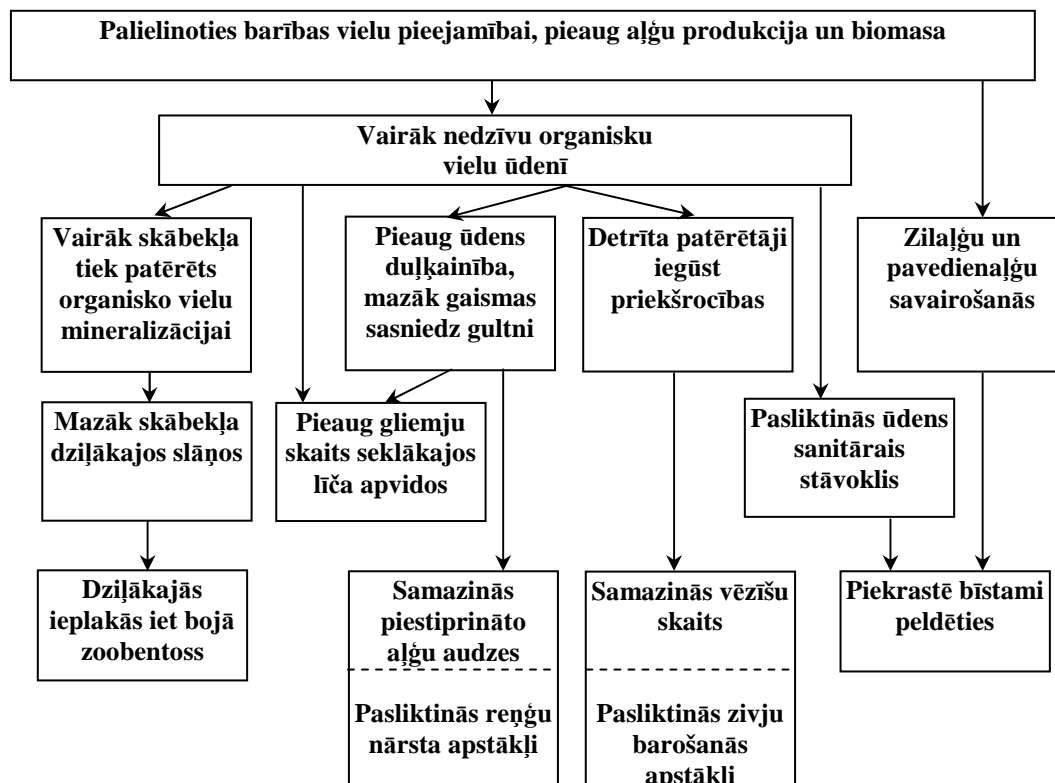 Palielinoties barības vielu pieejamībai, pieaug aļģu produkcija un biomasa
Vairāk nedzīvu organisku
vielu ūdenī
Vairāk skābekļa
tiek patērēts
organisko vielu
mineralizācijai
Pieaug ūdens
duļķainība,
mazāk gaismas
sasniedz gultni
Detrīta patērētāji
iegūst
priekšrocības
Zilaļģu un
pavedienaļģu
savairošanās
Mazāk skābekļa
dziļākajos slāņos
Pieaug gliemju
skaits seklākajos
līča apvidos
Pasliktinās ūdens
sanitārais
stāvoklis
Dziļākajās
ieplakās iet bojā
zoobentoss
Samazinās
piestiprināto
aļģu audzes
Pasliktinās reņģu
nārsta apstākļi
Samazinās vēzīšu
skaits
Pasliktinās zivju
barošanās
apstākļi
Piekrastē bīstami
peldēties